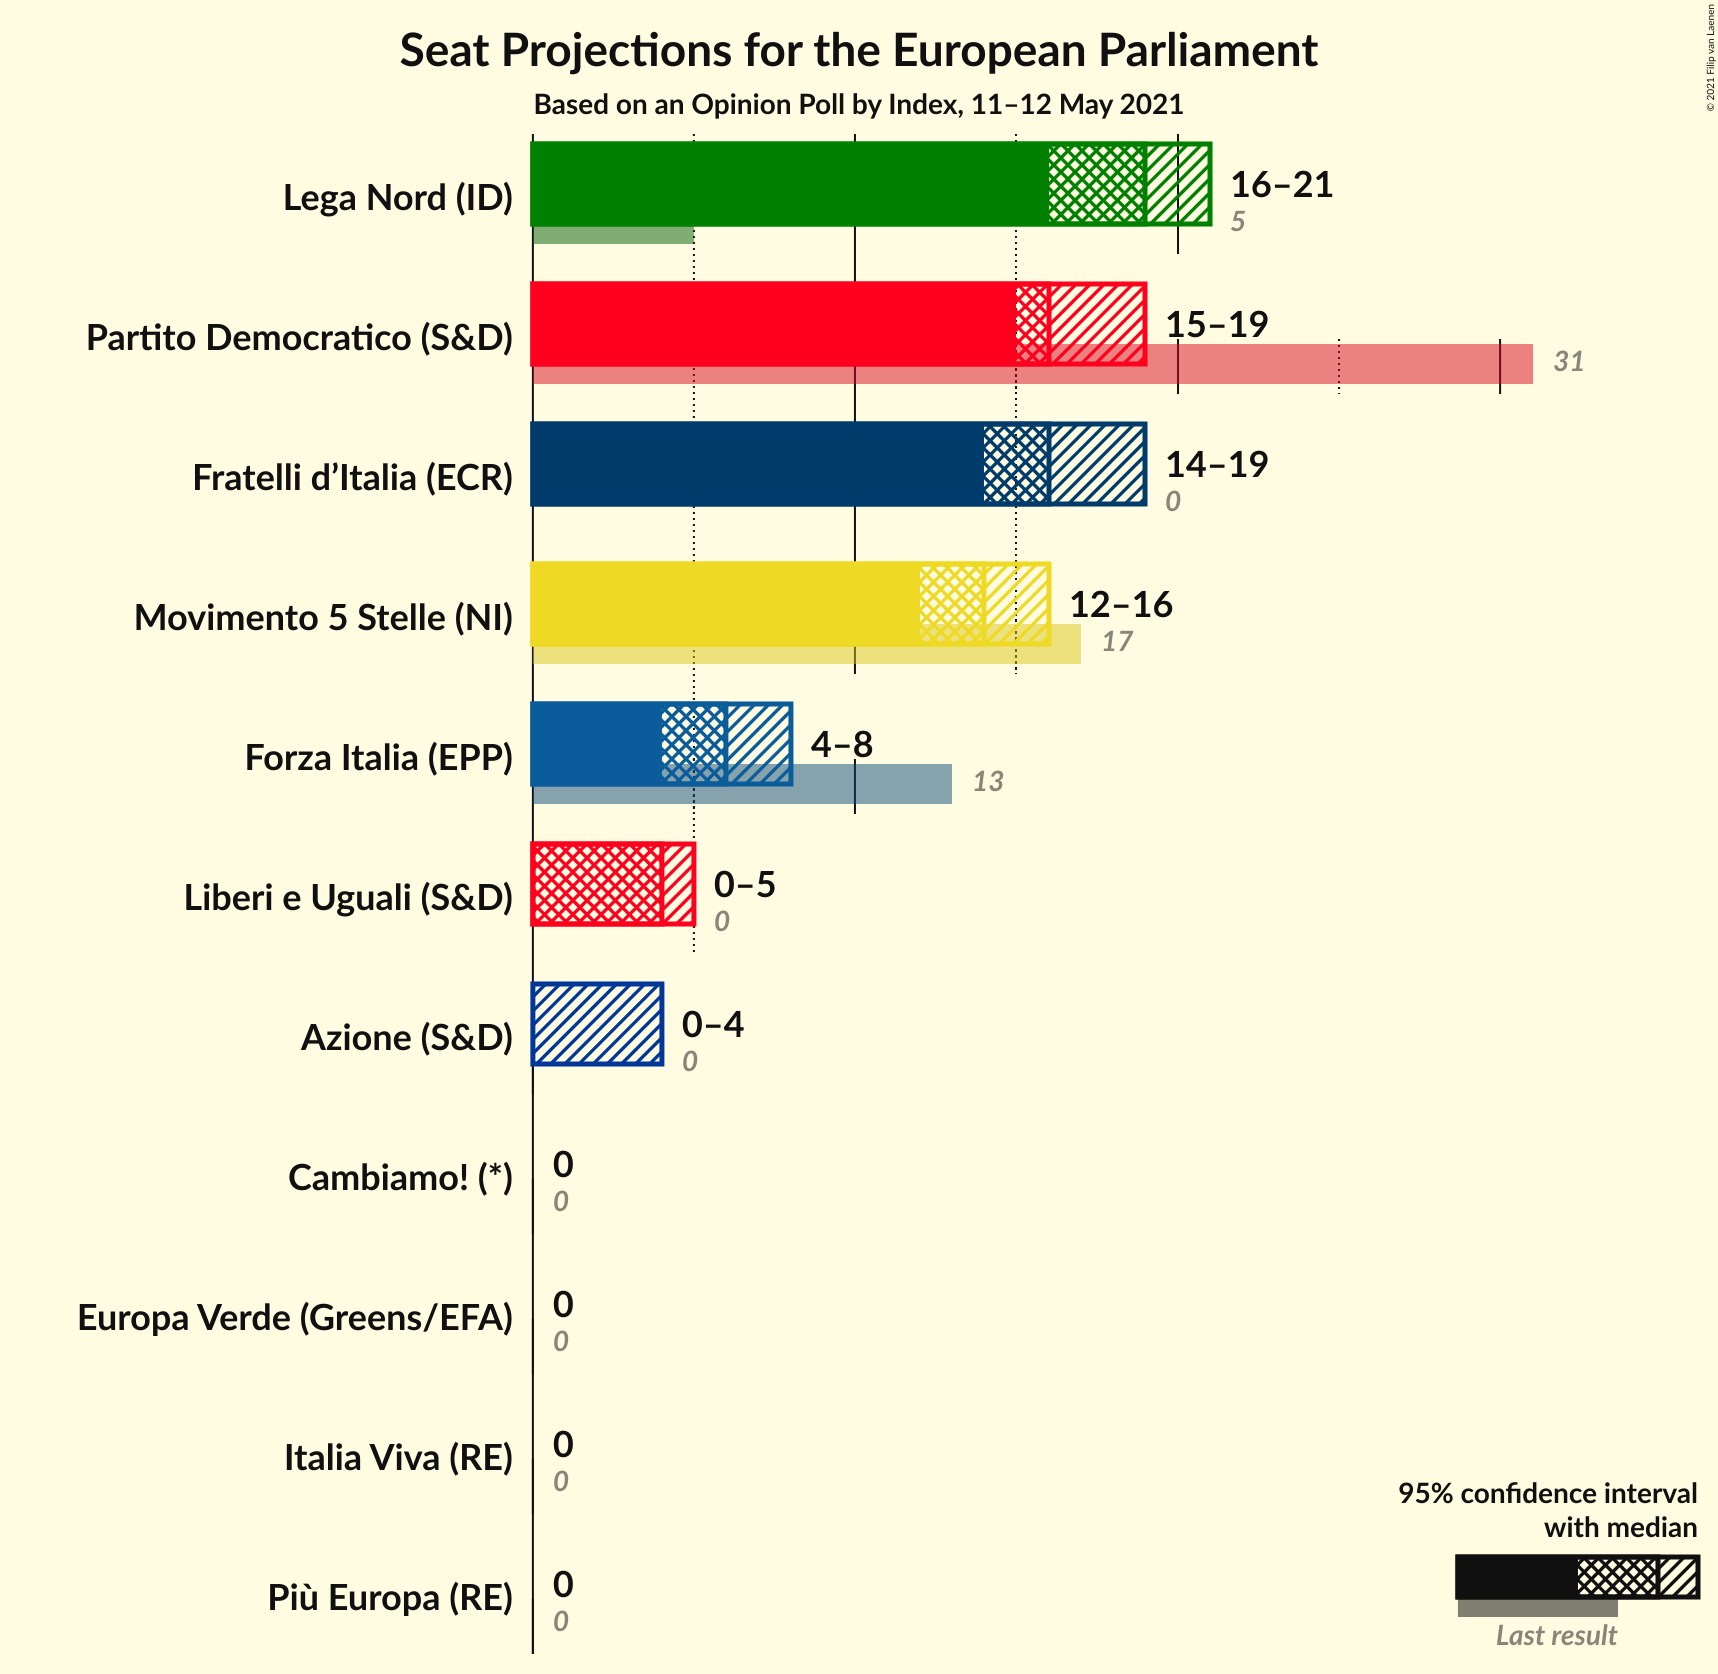 Seat Projections for the European Parliament
Based on an Opinion Poll by Index, 11–12 May 2021
© 2021 Filip van Laenen
Lega Nord (ID)
16–21
5
Partito Democratico (S&D)
15–19
31
Fratelli d’Italia (ECR)
14–19
0
Movimento 5 Stelle (NI)
12–16
17
Forza Italia (EPP)
4–8
13
Liberi e Uguali (S&D)
0–5
0
Azione (S&D)
0–4
0
Cambiamo! (*)
0
0
Europa Verde (Greens/EFA)
0
0
Italia Viva (RE)
0
0
Più Europa (RE)
0
0
95% confidence interval
with median
Last result